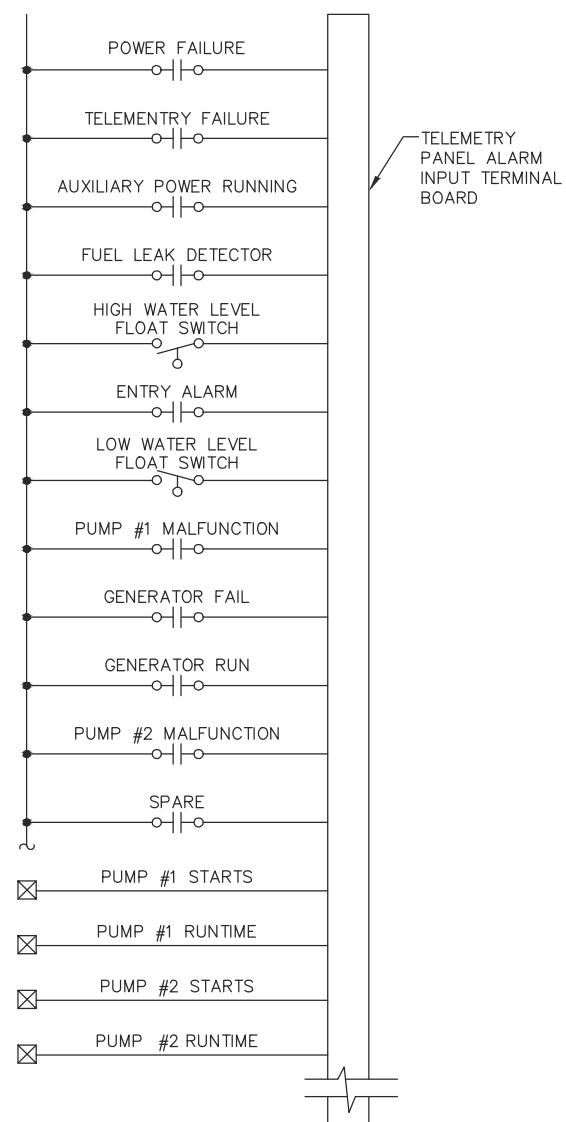 POWER FAILURE
TELEMENTRY FAILURE
TELEMETRY
PANEL ALARM
INPUT TERMINAL
BOARD
AUXILIARY POWER RUNNING
FUEL LEAK DETECTOR
HIGH WATER LEVEL
FLOAT SWITCH
ENTRY ALARM
LOW WATER LEVEL
FLOAT SWITCH
PUMP #1 MALFUNCTION
GENERATOR FAIL
GENERATOR RUN
PUMP #2 MALFUNCTION
SPARE
PUMP #1 STARTS
PUMP #1 RUNTIME
PUMP #2 STARTS
PUMP #2 RUNTIME